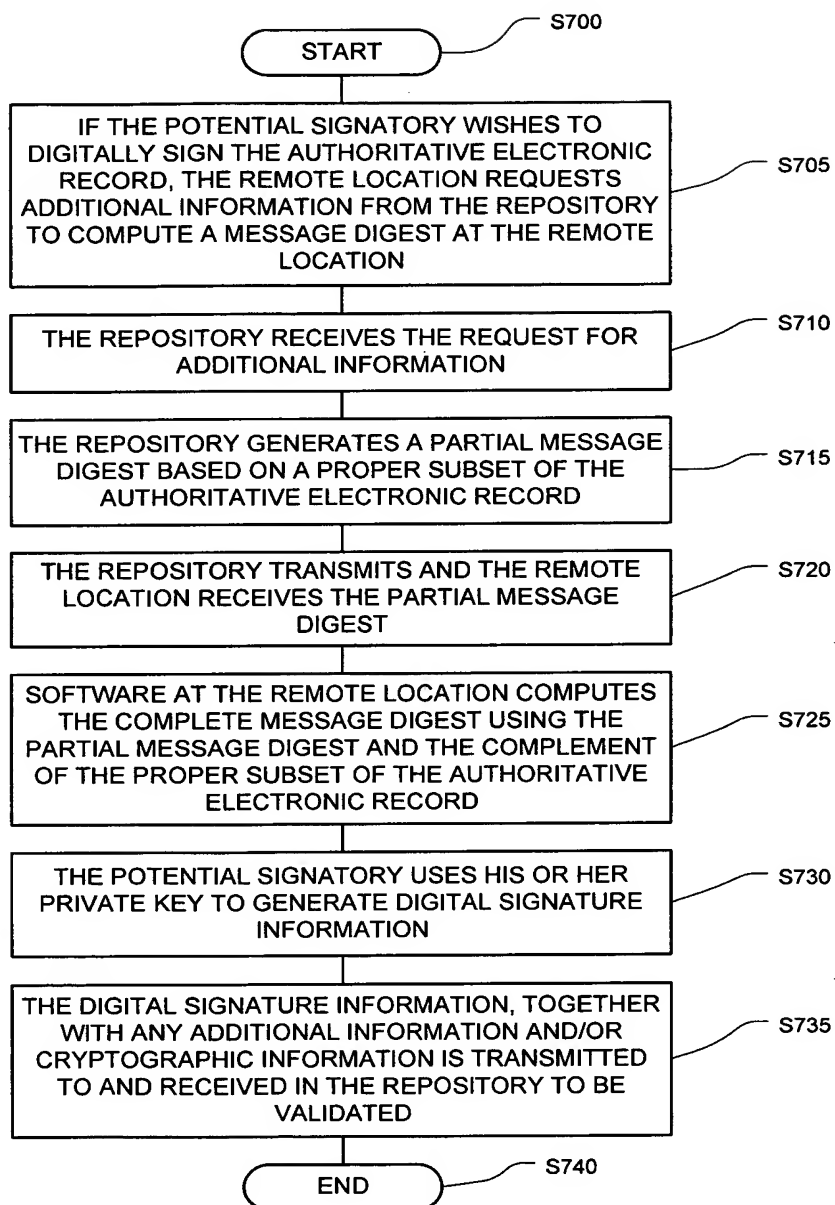 START
S700
IF THE POTENTIAL SIGNATORY WISHES TO
DIGITALLY SIGN THE AUTHORITATIVE ELECTRONIC
RECORD, THE REMOTE LOCATION REQUESTS
ADDITIONAL INFORMATION FROM THE REPOSITORY
TO COMPUTE A MESSAGE DIGEST AT THE REMOTE
LOCATION
S705
THE REPOSITORY RECEIVES THE REQUEST FOR
ADDITIONAL INFORMATION
S710
THE REPOSITORY GENERATES A PARTIAL MESSAGE
DIGEST BASED ON A PROPER SUBSET OF THE
AUTHORITATIVE ELECTRONIC RECORD
S715
THE REPOSITORY TRANSMITS AND THE REMOTE
LOCATION RECEIVES THE PARTIAL MESSAGE
DIGEST
S720
SOFTWARE AT THE REMOTE LOCATION COMPUTES
THE COMPLETE MESSAGE DIGEST USING THE
PARTIAL MESSAGE DIGEST AND THE COMPLEMENT
OF THE PROPER SUBSET OF THE AUTHORITATIVE
ELECTRONIC RECORD
S725
THE POTENTIAL SIGNATORY USES HIS OR HER
PRIVATE KEY TO GENERATE DIGITAL SIGNATURE
INFORMATION
S730
THE DIGITAL SIGNATURE INFORMATION, TOGETHER
WITH ANY ADDITIONAL INFORMATION AND/OR
CRYPTOGRAPHIC INFORMATION IS TRANSMITTED
TO AND RECEIVED IN THE REPOSITORY TO BE
VALIDATED
S735
END
S740